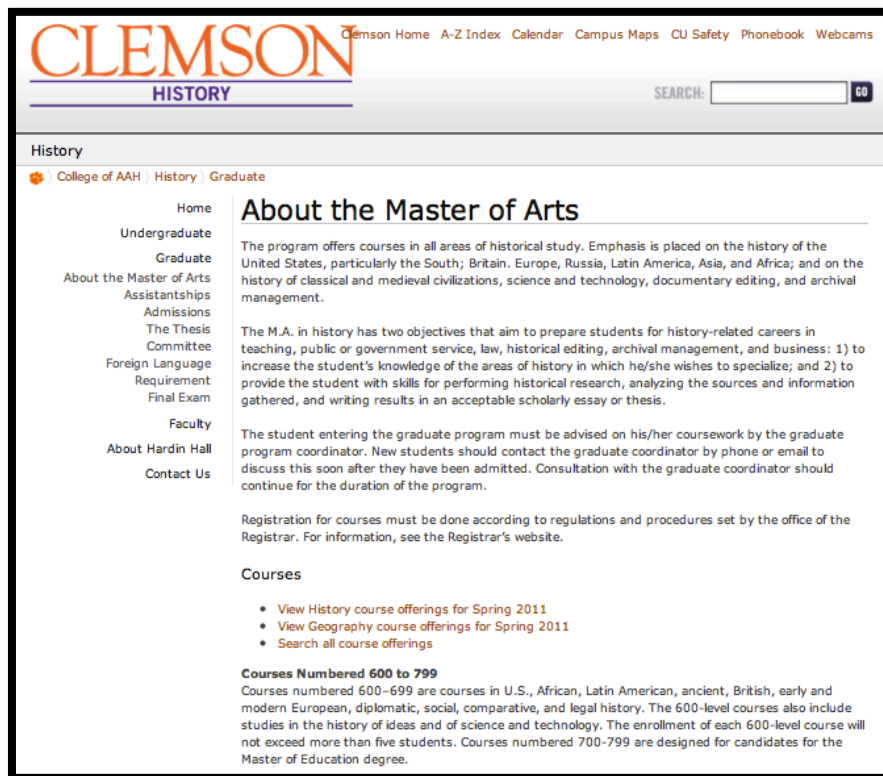 CLEMSON
HISTORY
Clemson Home A-Z Index Calendar Campus Maps CU Safety Phonebook Webcams
SEARCH: GO
History
College of AAH History Graduate
Home
Undergraduate
Graduate
About the Master of Arts
Assistantships
Admissions
The Thesis
Committee
Foreign Language
Requirement
Final Exam
Faculty
About Hardin Hall
Contact Us
About the Master of Arts
The program offers courses in all areas of historical study. Emphasis is placed on the history of the
United States, particularly the South; Britain. Europe, Russia, Latin America, Asia, and Africa; and on the
history of classical and medieval civilizations, science and technology, documentary editing, and archival
management.
The M.A. in history has two objectives that aim to prepare students for history-related careers in
teaching, public or government service, law, historical editing, archival management, and business: 1) to
increase the student's knowledge of the areas of history in which he/she wishes to specialize; and 2) to
provide the student with skills for performing historical research, analyzing the sources and information
gathered, and writing results in an acceptable scholarly essay or thesis.
The student entering the graduate program must be advised on his/her coursework by the graduate
program coordinator. New students should contact the graduate coordinator by phone or email to
discuss this soon after they have been admitted. Consultation with the graduate coordinator should
continue for the duration of the program.
Registration for courses must be done according to regulations and procedures set by the office of the
Registrar. For information, see the Registrar's website.
Courses
• View History course offerings for Spring 2011
• View Geography course offerings for Spring 2011
• Search all course offerings
Courses Numbered 600 to 799
Courses numbered 600–699 are courses in U.S., African, Latin American, ancient, British, early and
modern European, diplomatic, social, comparative, and legal history. The 600-level courses also include
studies in the history of ideas and of science and technology. The enrollment of each 600-level course will
not exceed more than five students. Courses numbered 700-799 are designed for candidates for the
Master of Education degree.